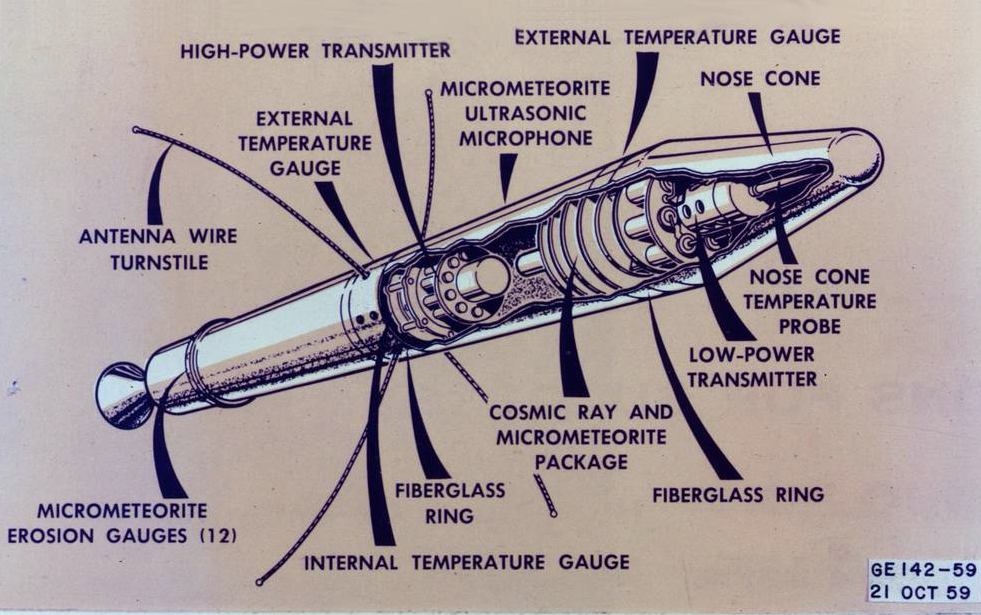 HIGH-POWER TRANSMITTER
EXTERNAL TEMPERATURE GAUGE
NOSE CONE
MICROMETEORITE
ULTRASONIC
MICROPHONE
EXTERNAL
TEMPERATURE
GAUGE
ANTENNA WIRE
TURNSTILE
NOSE CONE
TEMPERATURE
PROBE
LOW-POWER
TRANSMITTER
COSMIC RAY AND
MICROMETEORITE
PACKAGE
FIBERGLASS
RING
FIBERGLASS RING
MICROMETEORITE
EROSION GAUGES (12)
INTERNAL TEMPERATURE GAUGE
GE 142-59
21 OCT 59